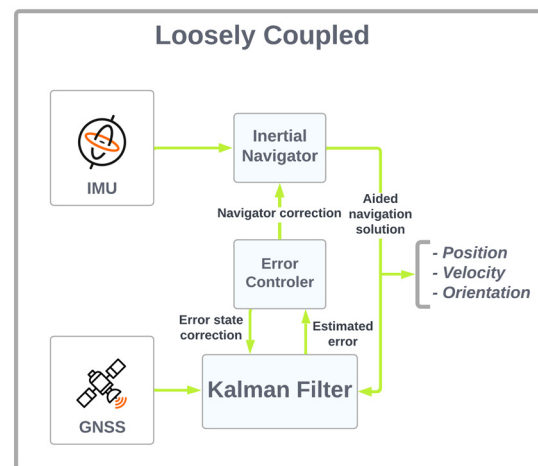 Loosely Coupled
IMU
Inertial
Navigator
Navigator correction
Aided
navigation
solution
- Position
- Velocity
- Orientation
Error
Controler
Error state
correction
Estimated
error
Kalman Filter
GNSS